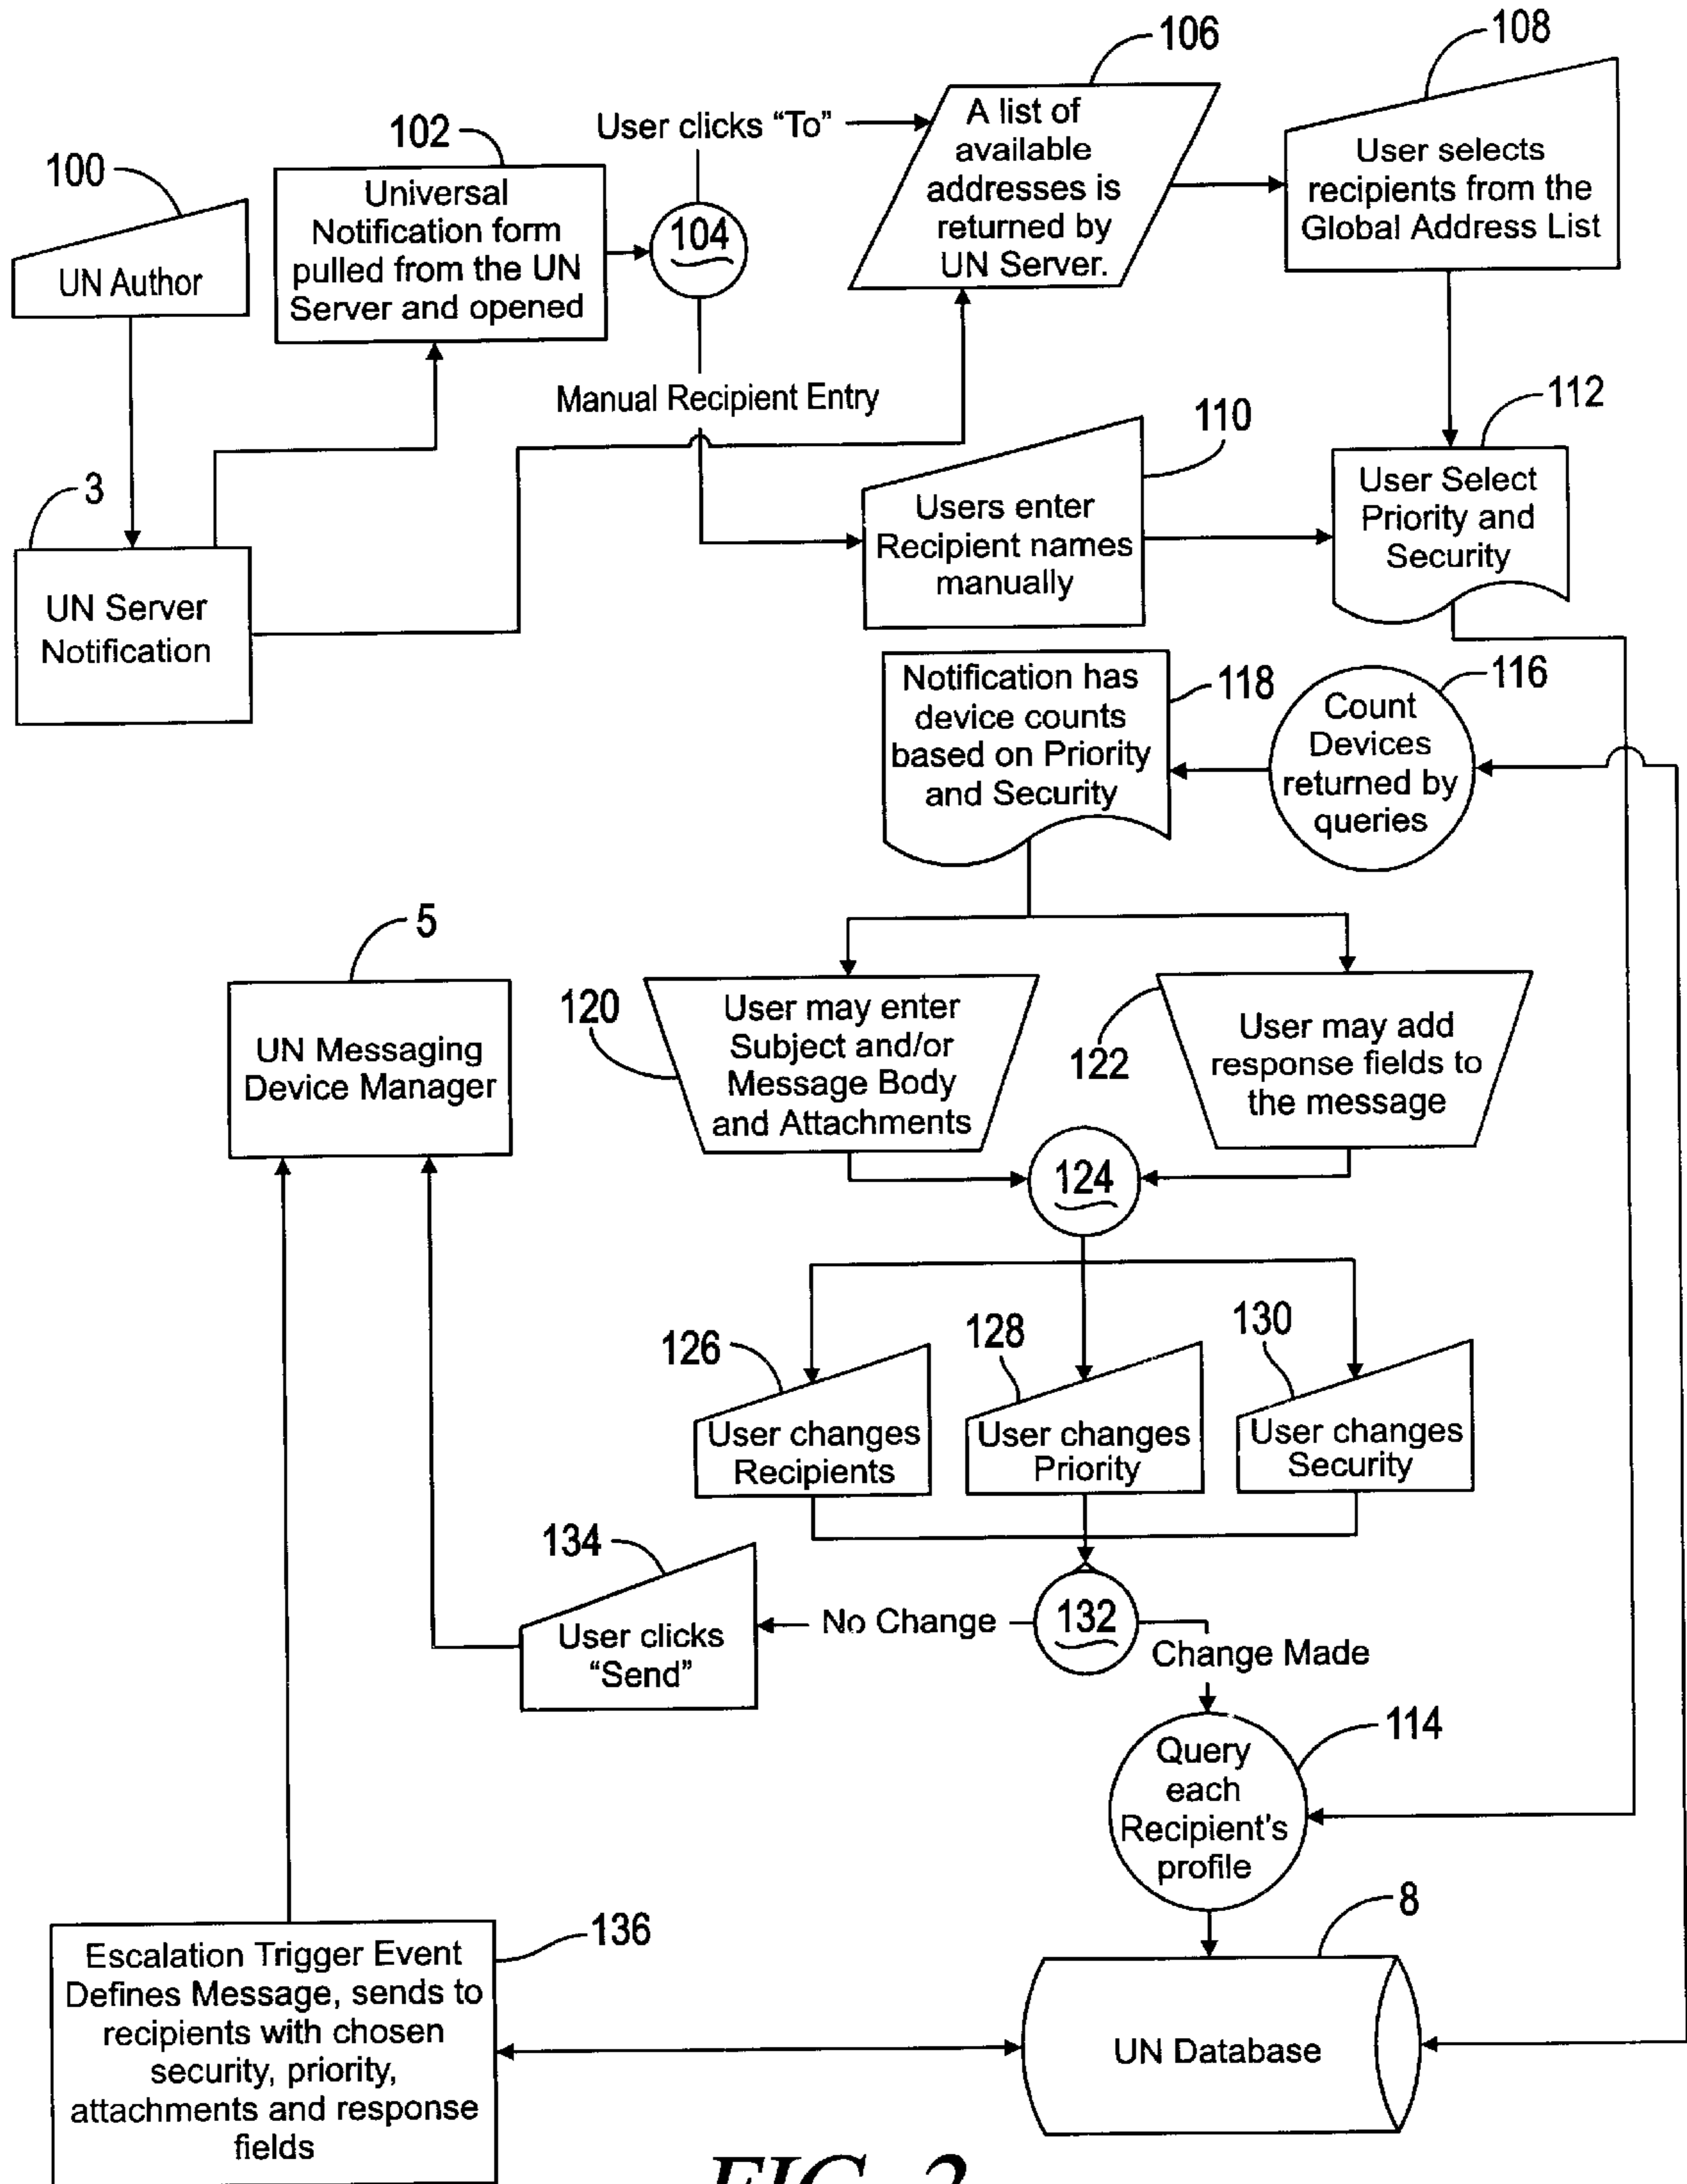 106
108
User clicks “To”
A list of
available
addresses is
returned by
UN Server.
102
100
Universal
Notification form
pulled from the UN
Server and opened
104
User selects
recipients from the
Global Address List
UN Author
Manual Recipient Entry
110
112
3
Users enter
Recipient names
manually
User Select
Priority and
Security
UN Server
Notification
Notification has
device counts
based on Priority
and Security
118
116
Count
Devices
returned by
queries
5
UN Messaging
Device Manager
120
User may enter
Subject and/or
Message Body
and Attachments
122
User may add
response fields to
the message
124
126
128
130
User changes
Recipients
User changes
Priority
User changes
Security
134
User clicks
“Send”
No Change
132
Change Made
114
Query
each
Recipient's
profile
8
136
Escalation Trigger Event
Defines Message, sends to
recipients with chosen
security, priority,
attachments and response
fields
UN Database